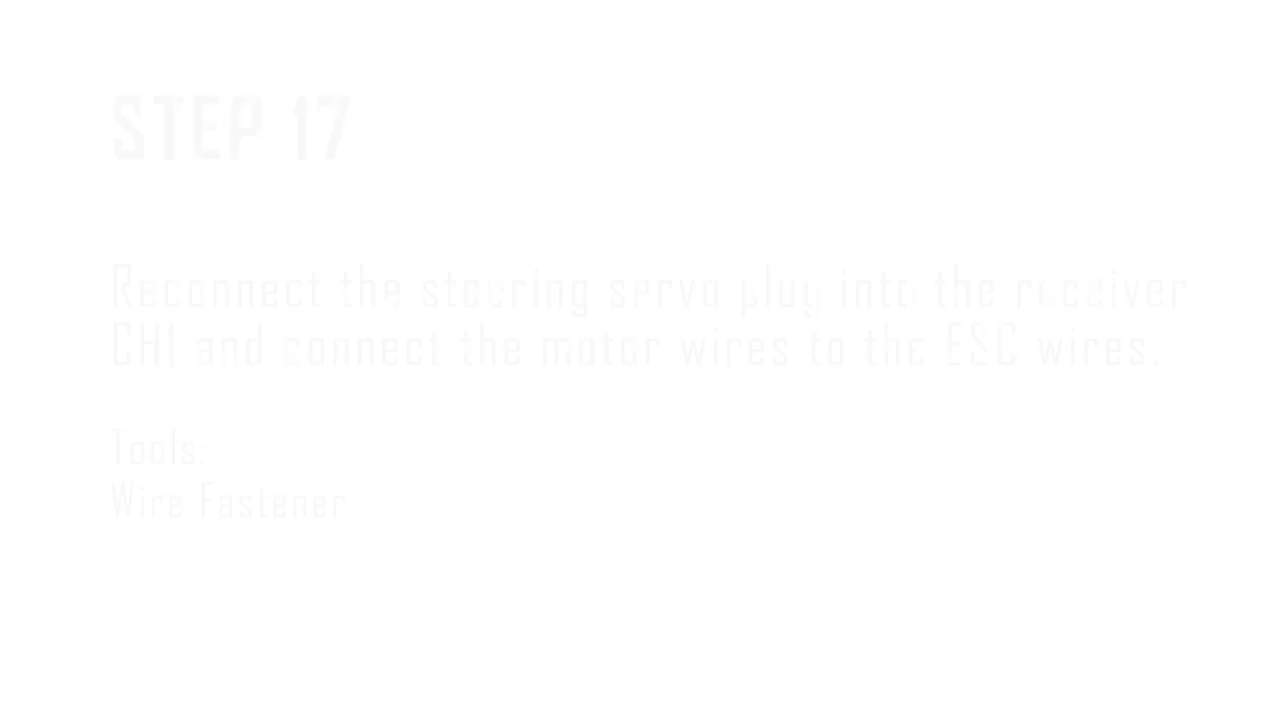 STEP 17
Reconnect the steering servo plug into the receiver
CH1 and connect the motor wires to the ESC wires.
Tools:
Wire Fastener